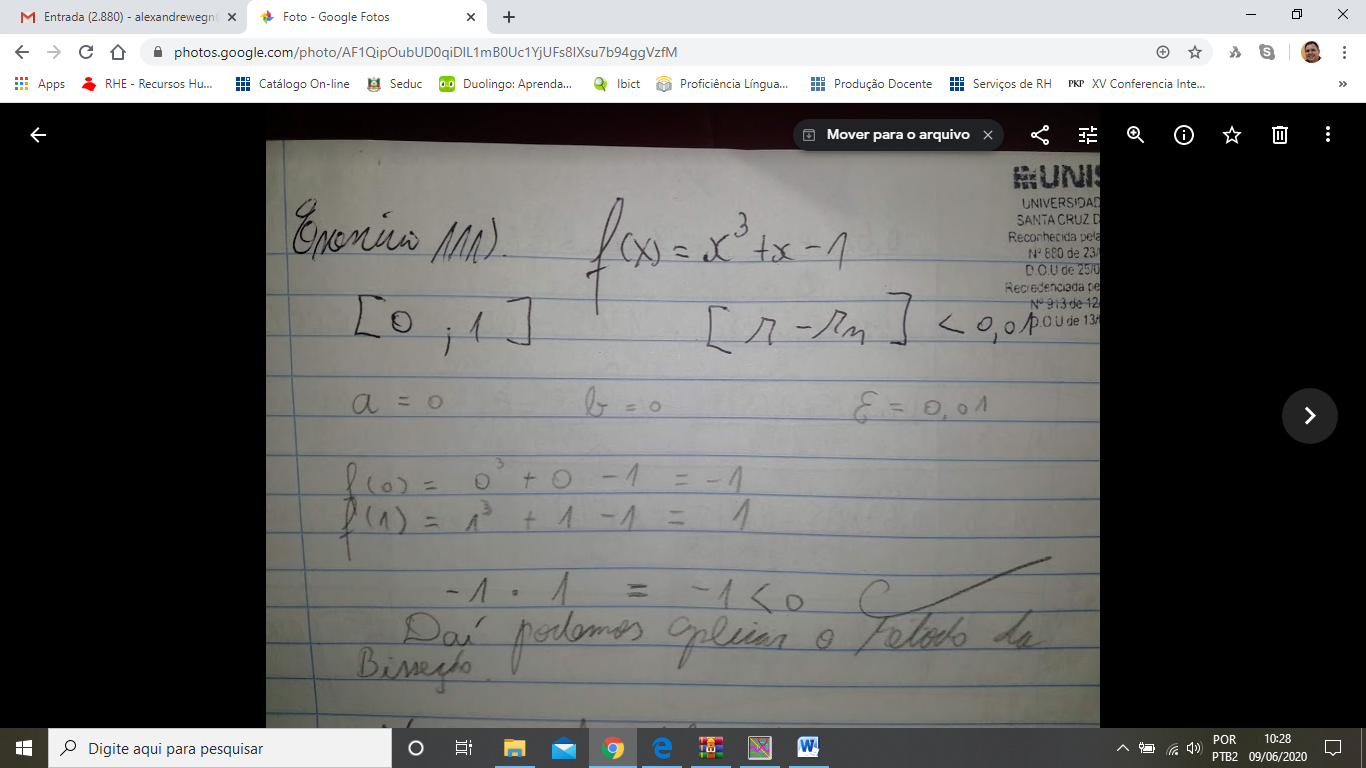 Entrada (2.880) - alexandrewegn
Foto - Google Fotos
photos.google.com/photo/AF1QipOubUD0qiDIL1mB0Uc1YjUFs8lXsu7b94ggVzfM
Apps
RHE - Recursos Hu...
Catálogo On-line
Seduc
Duolingo: Aprenda...
Ibict
Proficiência Língua...
Produção Docente
Serviços de RH
PKP XV Conferencia Inte...
»
Mover para o arquivo
UNIS
UNIVERSIDAD
SANTA CRUZ D
Reconhecida pela
Nº 880 de 23/
D.O.U de 25/0
Recredenciada pe
Nº 913 de 12/
D.O.U de 13/
111). f(x) = x³ + x - 1
[0 ; 1] [r - rn] < 0,01
a = 0 b = 0 ε = 0,01
f(0) = 0³ + 0 - 1 = -1
f(1) = 1³ + 1 - 1 = 1
-1 . 1 = -1 < 0
Daí podemos aplicar o Método da
Bisseção.
Digite aqui para pesquisar
POR
PTB2
10:28
09/06/2020